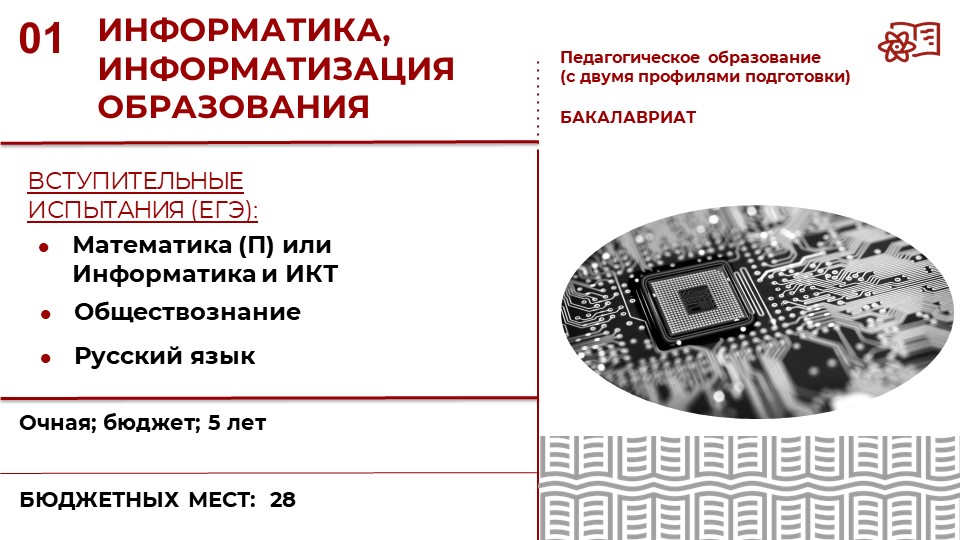 01
ИНФОРМАТИКА,
ИНФОРМАТИЗАЦИЯ
ОБРАЗОВАНИЯ
Педагогическое образование
(с двумя профилями подготовки)
БАКАЛАВРИАТ
ВСТУПИТЕЛЬНЫЕ
ИСПЫТАНИЯ (ЕГЭ):
• Математика (П) или
Информатика и ИКТ
• Обществознание
• Русский язык
Очная; бюджет; 5 лет
БЮДЖЕТНЫХ МЕСТ: 28